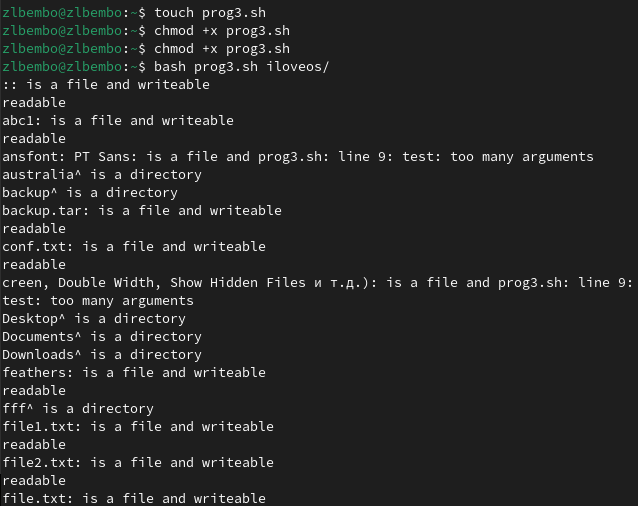 zlbembo@zlbembo:~$ touch prog3.sh
zlbembo@zlbembo:~$ chmod +x prog3.sh
zlbembo@zlbembo:~$ chmod +x prog3.sh
zlbembo@zlbembo:~$ bash prog3.sh iloveos/
:: is a file and writeable
readable
abc1: is a file and writeable
readable
ansfont: PT Sans: is a file and prog3.sh: line 9: test: too many arguments
australia^ is a directory
backup^ is a directory
backup.tar: is a file and writeable
readable
conf.txt: is a file and writeable
readable
creen, Double Width, Show Hidden Files и т.д.): is a file and prog3.sh: line 9:
test: too many arguments
Desktop^ is a directory
Documents^ is a directory
Downloads^ is a directory
feathers: is a file and writeable
readable
fff^ is a directory
file1.txt: is a file and writeable
readable
file2.txt: is a file and writeable
readable
file.txt: is a file and writeable